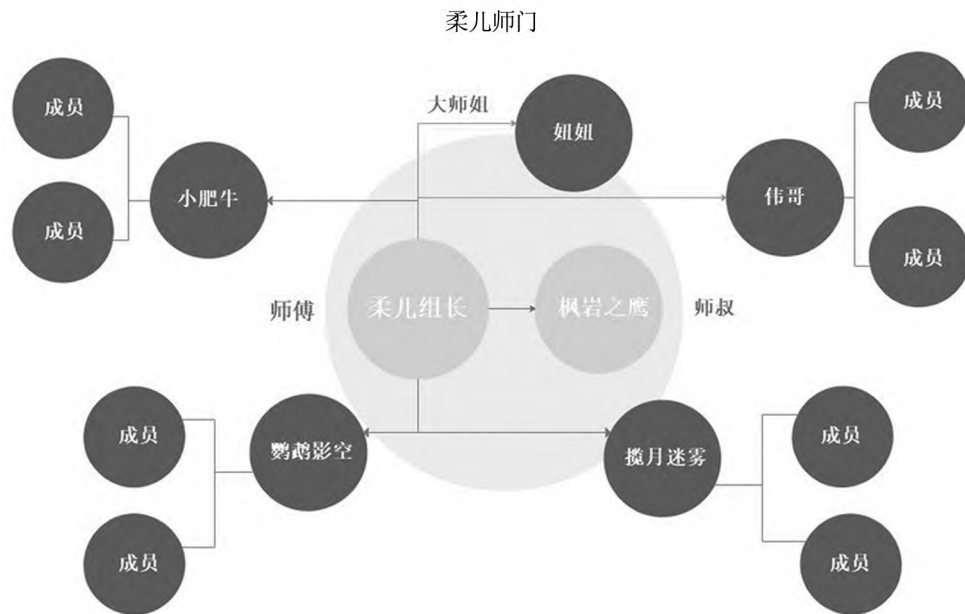 柔儿师门
成员
大师姐
妞妞
成员
小肥牛
伟哥
成员
成员
师傅
柔儿组长
枫岩之鹰
师叔
成员
鹦鹉影空
揽月迷雾
成员
成员
成员